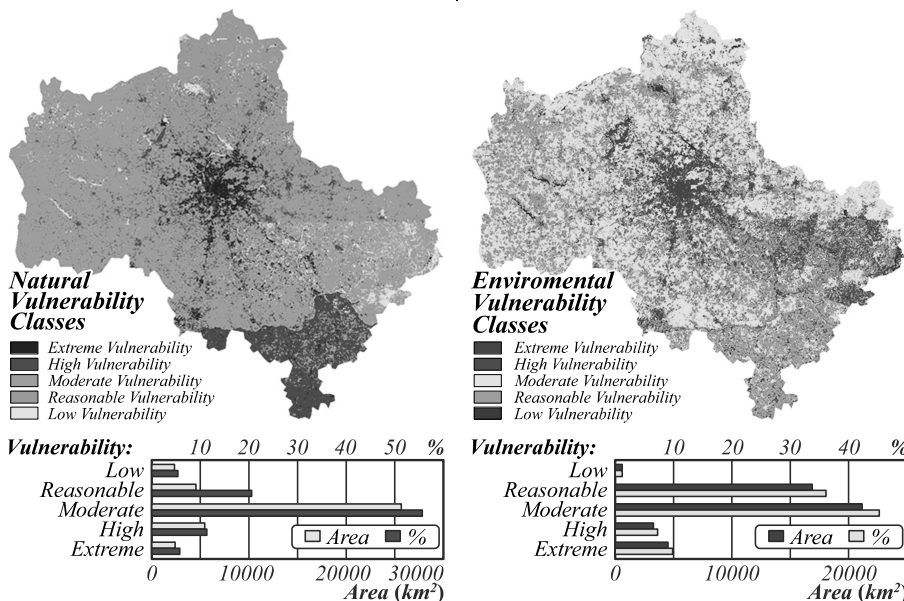 Natural
Vulnerability
Classes
Extreme Vulnerability
High Vulnerability
Moderate Vulnerability
Reasonable Vulnerability
Low Vulnerability
Vulnerability: 10 20 30 40 50 %
Low
Reasonable
Moderate
High
Extreme
Area %
0 10000 20000 30000
Area (km²)
Enviromental
Vulnerability
Classes
Extreme Vulnerability
High Vulnerability
Moderate Vulnerability
Reasonable Vulnerability
Low Vulnerability
Vulnerability: 10 20 30 40 %
Low
Reasonable
Moderate
High
Extreme
Area %
0 10000 20000
Area (km²)